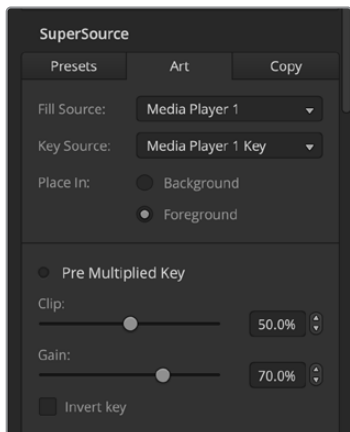 SuperSource
Presets Art Copy
Fill Source: Media Player 1
Key Source: Media Player 1 Key
Place In: Background
Foreground
Pre Multiplied Key
Clip:
50.0%
Gain:
70.0%
Invert key